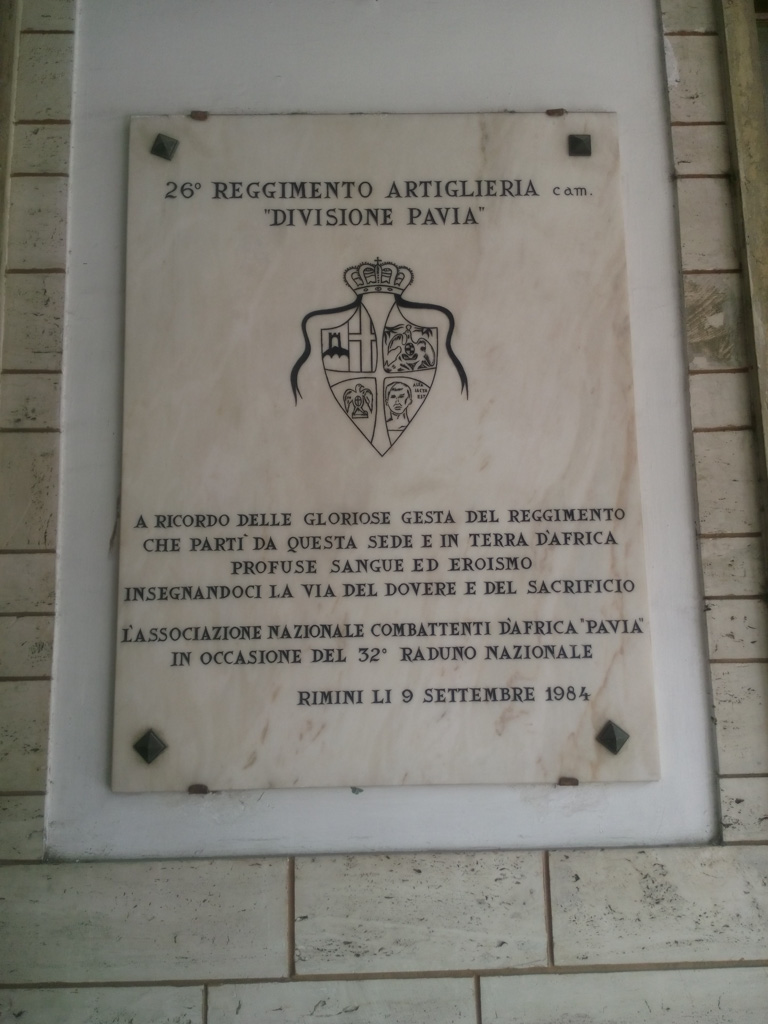 26° REGGIMENTO ARTIGLIERIA cam.
"DIVISIONE PAVIA"
A RICORDO DELLE GLORIOSE GESTA DEL REGGIMENTO
CHE PARTI' DA QUESTA SEDE E IN TERRA D'AFRICA
PROFUSE SANGUE ED EROISMO
INSEGNANDOCI LA VIA DEL DOVERE E DEL SACRIFICIO
L'ASSOCIAZIONE NAZIONALE COMBATTENTI D'AFRICA "PAVIA"
IN OCCASIONE DEL 32° RADUNO NAZIONALE
RIMINI LI 9 SETTEMBRE 1984